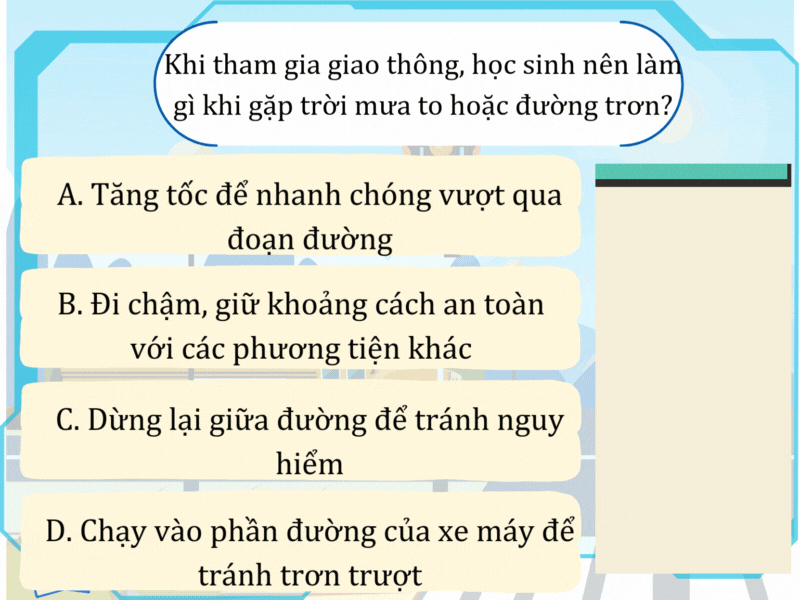 Khi tham gia giao thông, học sinh nên làm
gì khi gặp trời mưa to hoặc đường trơn?
A. Tăng tốc để nhanh chóng vượt qua
đoạn đường
B. Đi chậm, giữ khoảng cách an toàn
với các phương tiện khác
C. Dừng lại giữa đường để tránh nguy
hiểm
D. Chạy vào phần đường của xe máy để
tránh trơn trượt